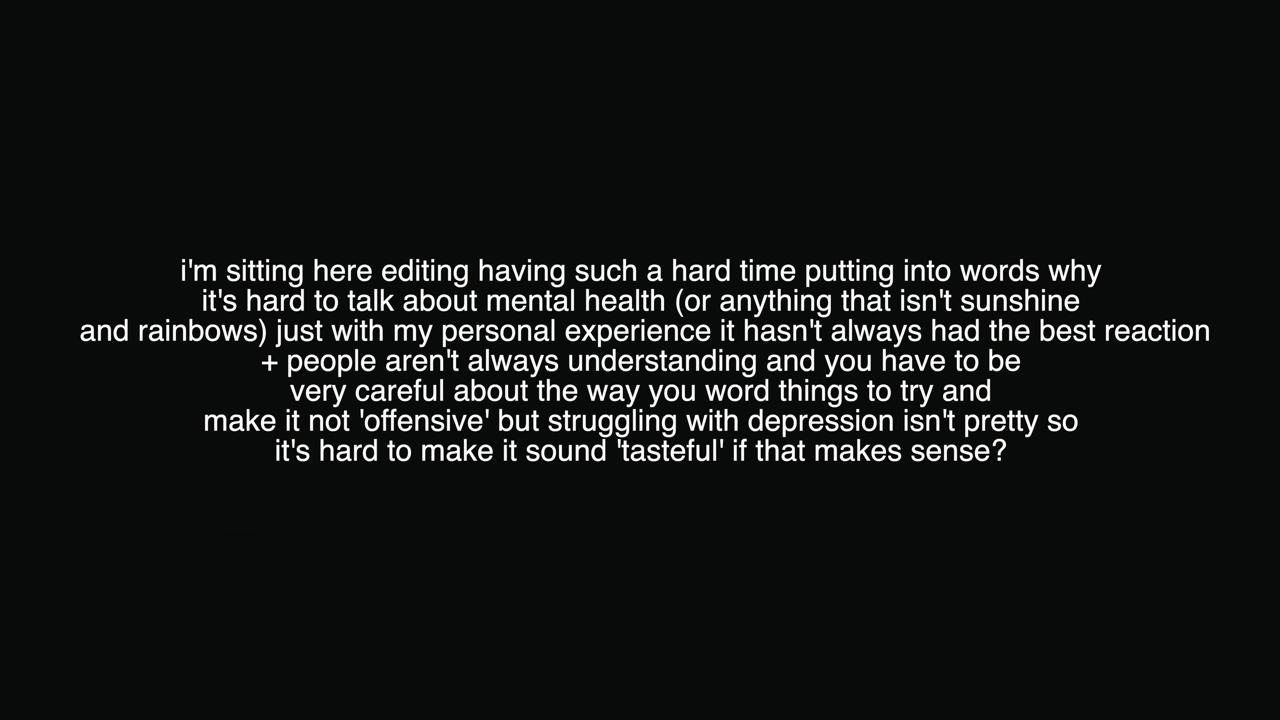 i'm sitting here editing having such a hard time putting into words why
it's hard to talk about mental health (or anything that isn't sunshine
and rainbows) just with my personal experience it hasn't always had the best reaction
+ people aren't always understanding and you have to be
very careful about the way you word things to try and
make it not 'offensive' but struggling with depression isn't pretty so
it's hard to make it sound 'tasteful' if that makes sense?